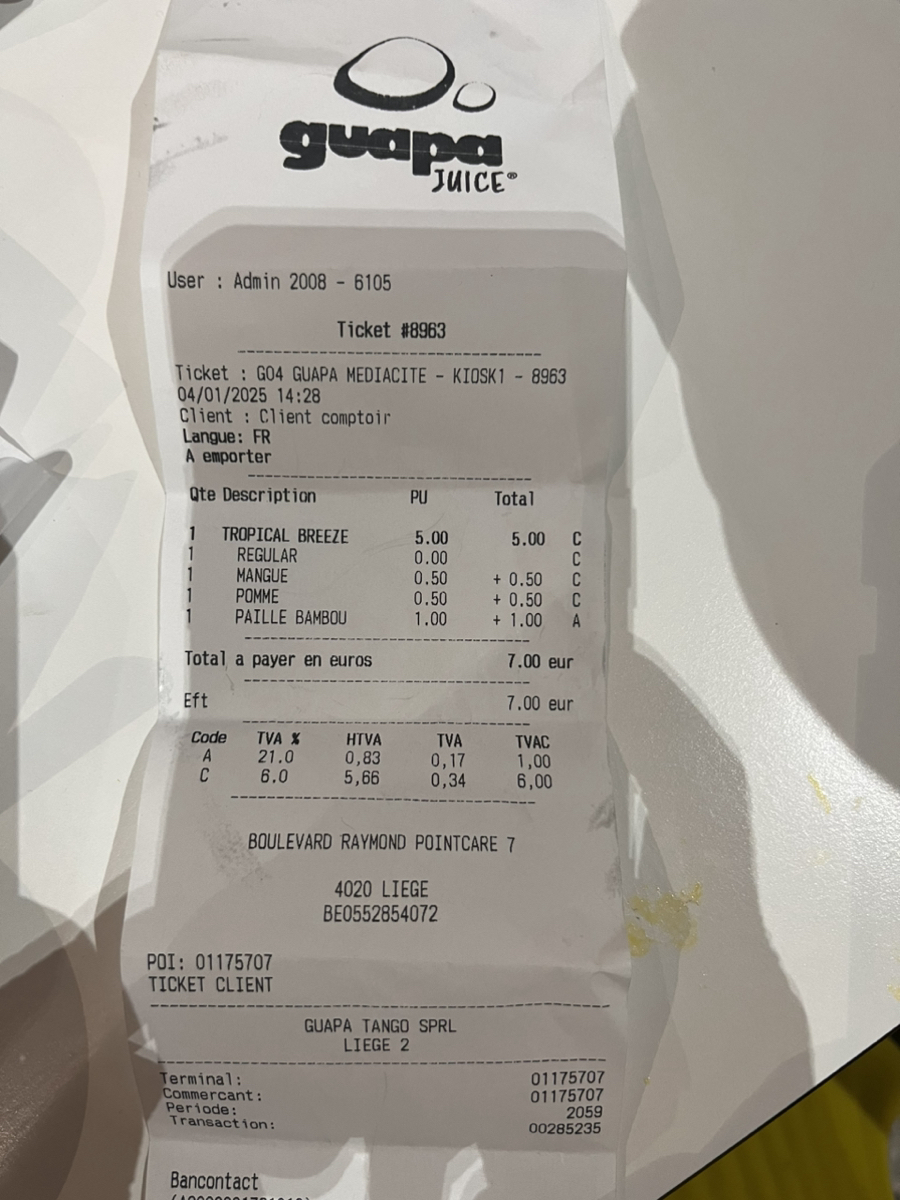 guapa
JUICE®
User : Admin 2008 - 6105
Ticket #8963
Ticket : GO4 GUAPA MEDIACITE - KIOSK1 - 8963
04/01/2025 14:28
Client : Client comptoir
Langue: FR
A emporter
Qte Description PU Total
1 TROPICAL BREEZE 5.00 5.00 C
1 REGULAR 0.00 C
1 MANGUE 0.50 + 0.50 C
1 POMME 0.50 + 0.50 C
1 PAILLE BAMBOU 1.00 + 1.00 A
Total a payer en euros 7.00 eur
Eft 7.00 eur
Code TVA % HTVA TVA TVAC
A 21.0 0,83 0,17 1,00
C 6.0 5,66 0,34 6,00
BOULEVARD RAYMOND POINTCARE 7
4020 LIEGE
BE0552854072
POI: 01175707
TICKET CLIENT
GUAPA TANGO SPRL
LIEGE 2
Terminal: 01175707
Commercant: 01175707
Periode: 2059
Transaction: 00285235
Bancontact